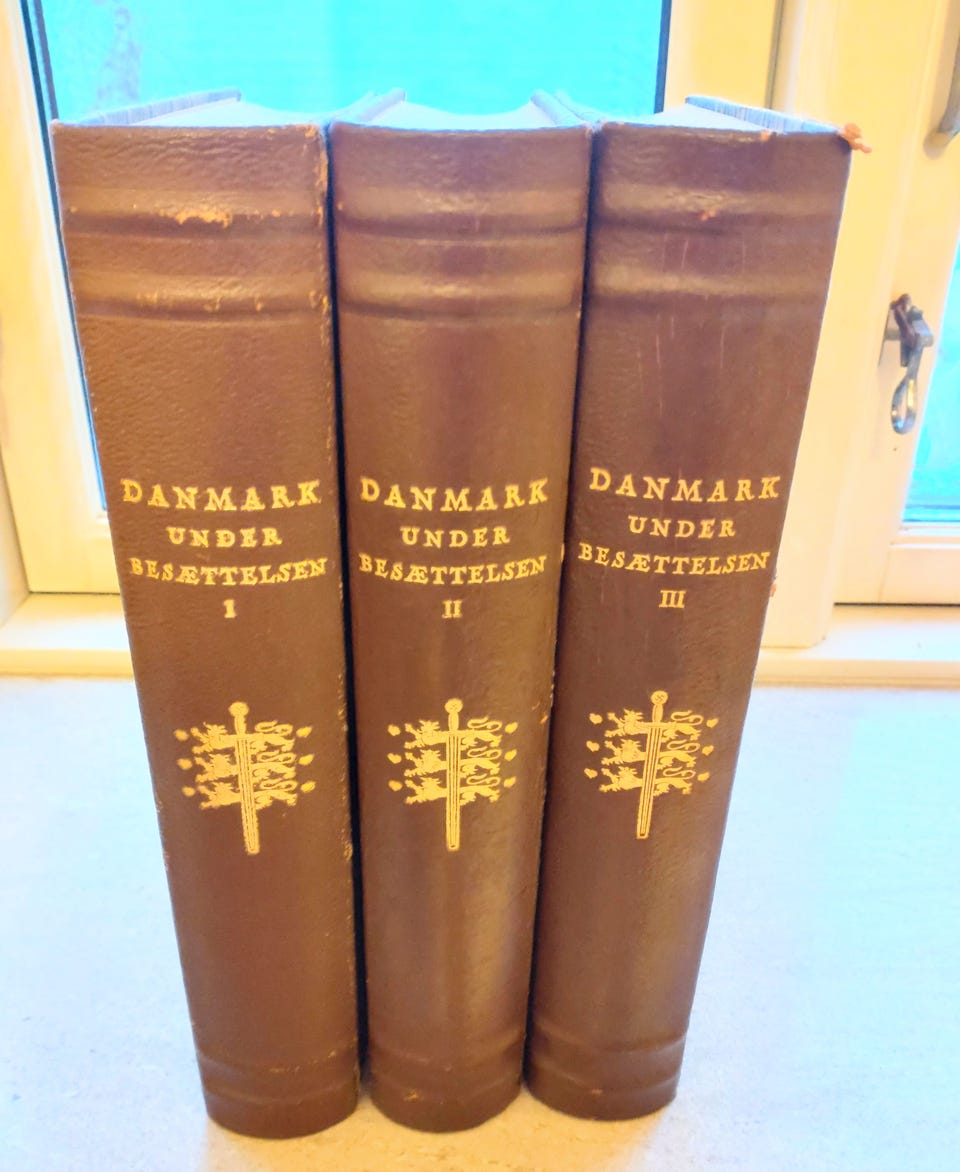 DANMARK
UNDER
BESÆTTELSEN
I
DANMARK
UNDER
BESÆTTELSEN
II
DANMARK
UNDER
BESÆTTELSEN
III